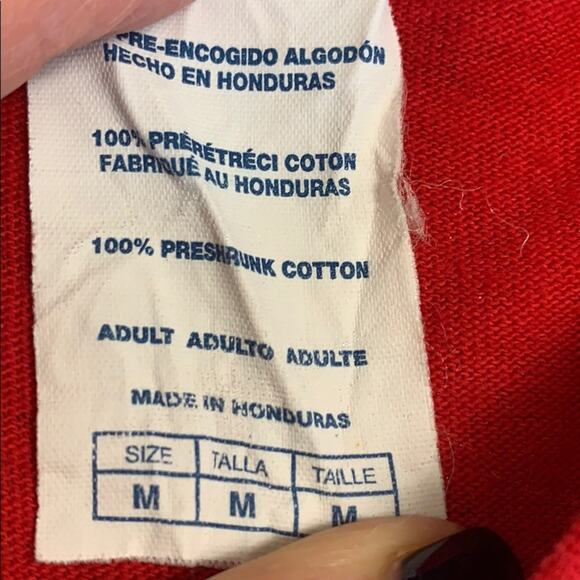 PRE-ENCOGIDO ALGODÓN
HECHO EN HONDURAS
100% PRÉRÉTRÉCI COTON
FABRIQUÉ AU HONDURAS
100% PRESHRUNK COTTON
ADULT ADULTO ADULTE
MADE IN HONDURAS
SIZE TALLA TAILLE
M M M